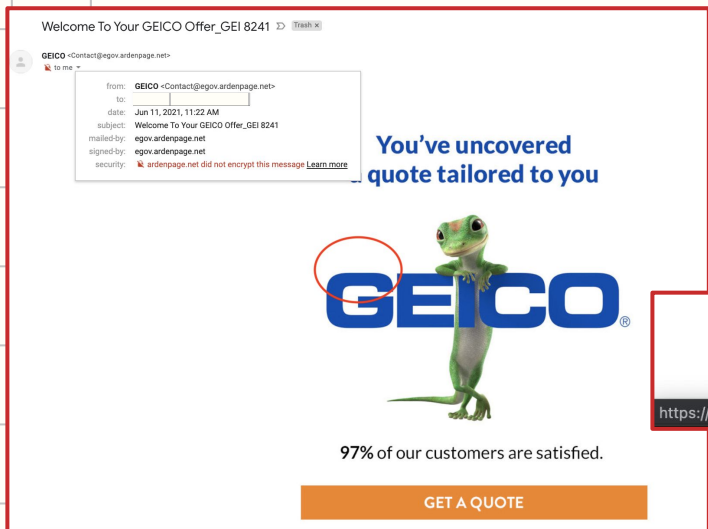 Welcome To Your GEICO Offer_GEI 8241 Trash x
GEICO <Contact@egov.ardenpage.net>
to me
from: GEICO <Contact@egov.ardenpage.net>
to:
date: Jun 11, 2021, 11:22 AM
subject: Welcome To Your GEICO Offer_GEI 8241
mailed-by: egov.ardenpage.net
signed-by: egov.ardenpage.net
security: ardenpage.net did not encrypt this message Learn more
You've uncovered
quote tailored to you
GEICO®
https://
97% of our customers are satisfied.
GET A QUOTE